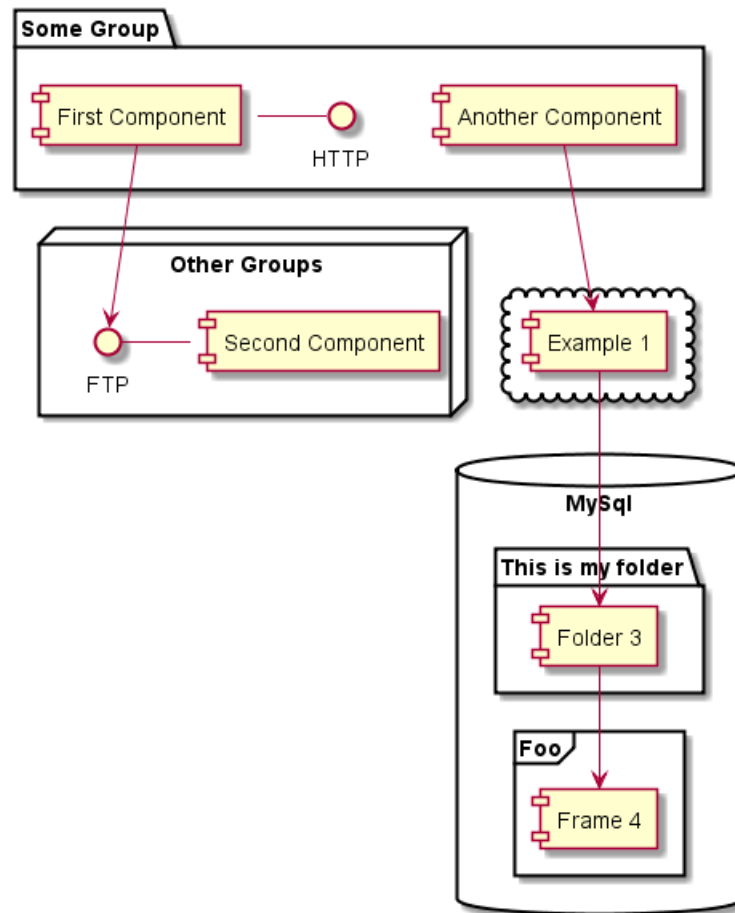 Some Group
First Component
HTTP
Another Component
Other Groups
FTP
Second Component
Example 1
MySql
This is my folder
Folder 3
Foo
Frame 4